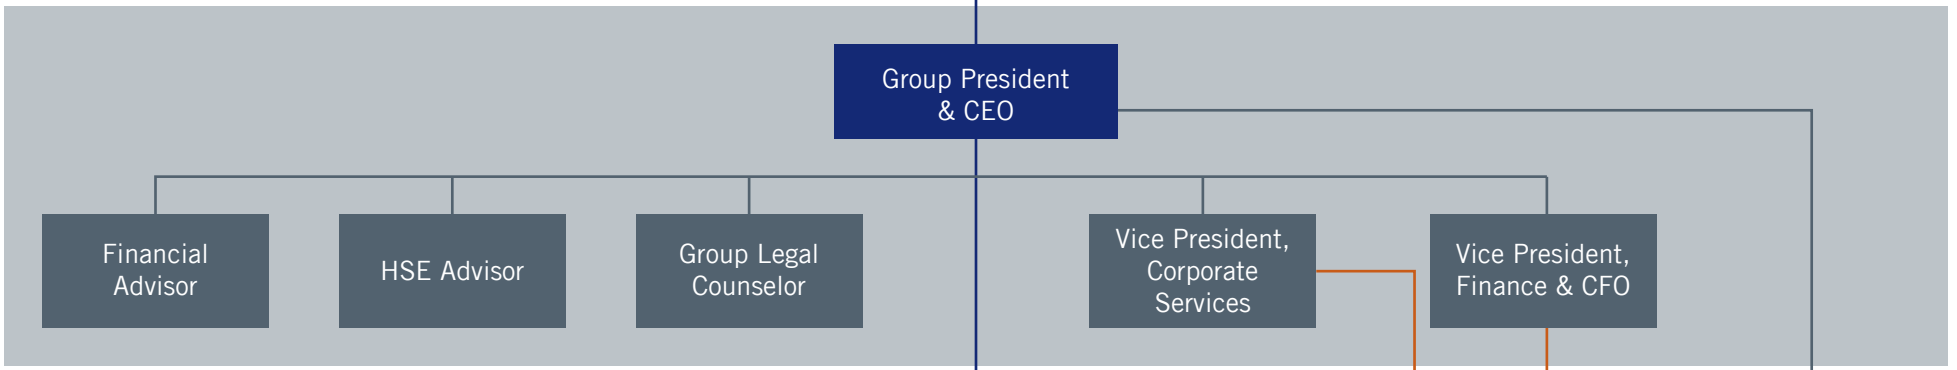 Group President
& CEO
Financial
Advisor
HSE Advisor
Group Legal
Counselor
Vice President,
Corporate
Services
Vice President,
Finance & CFO